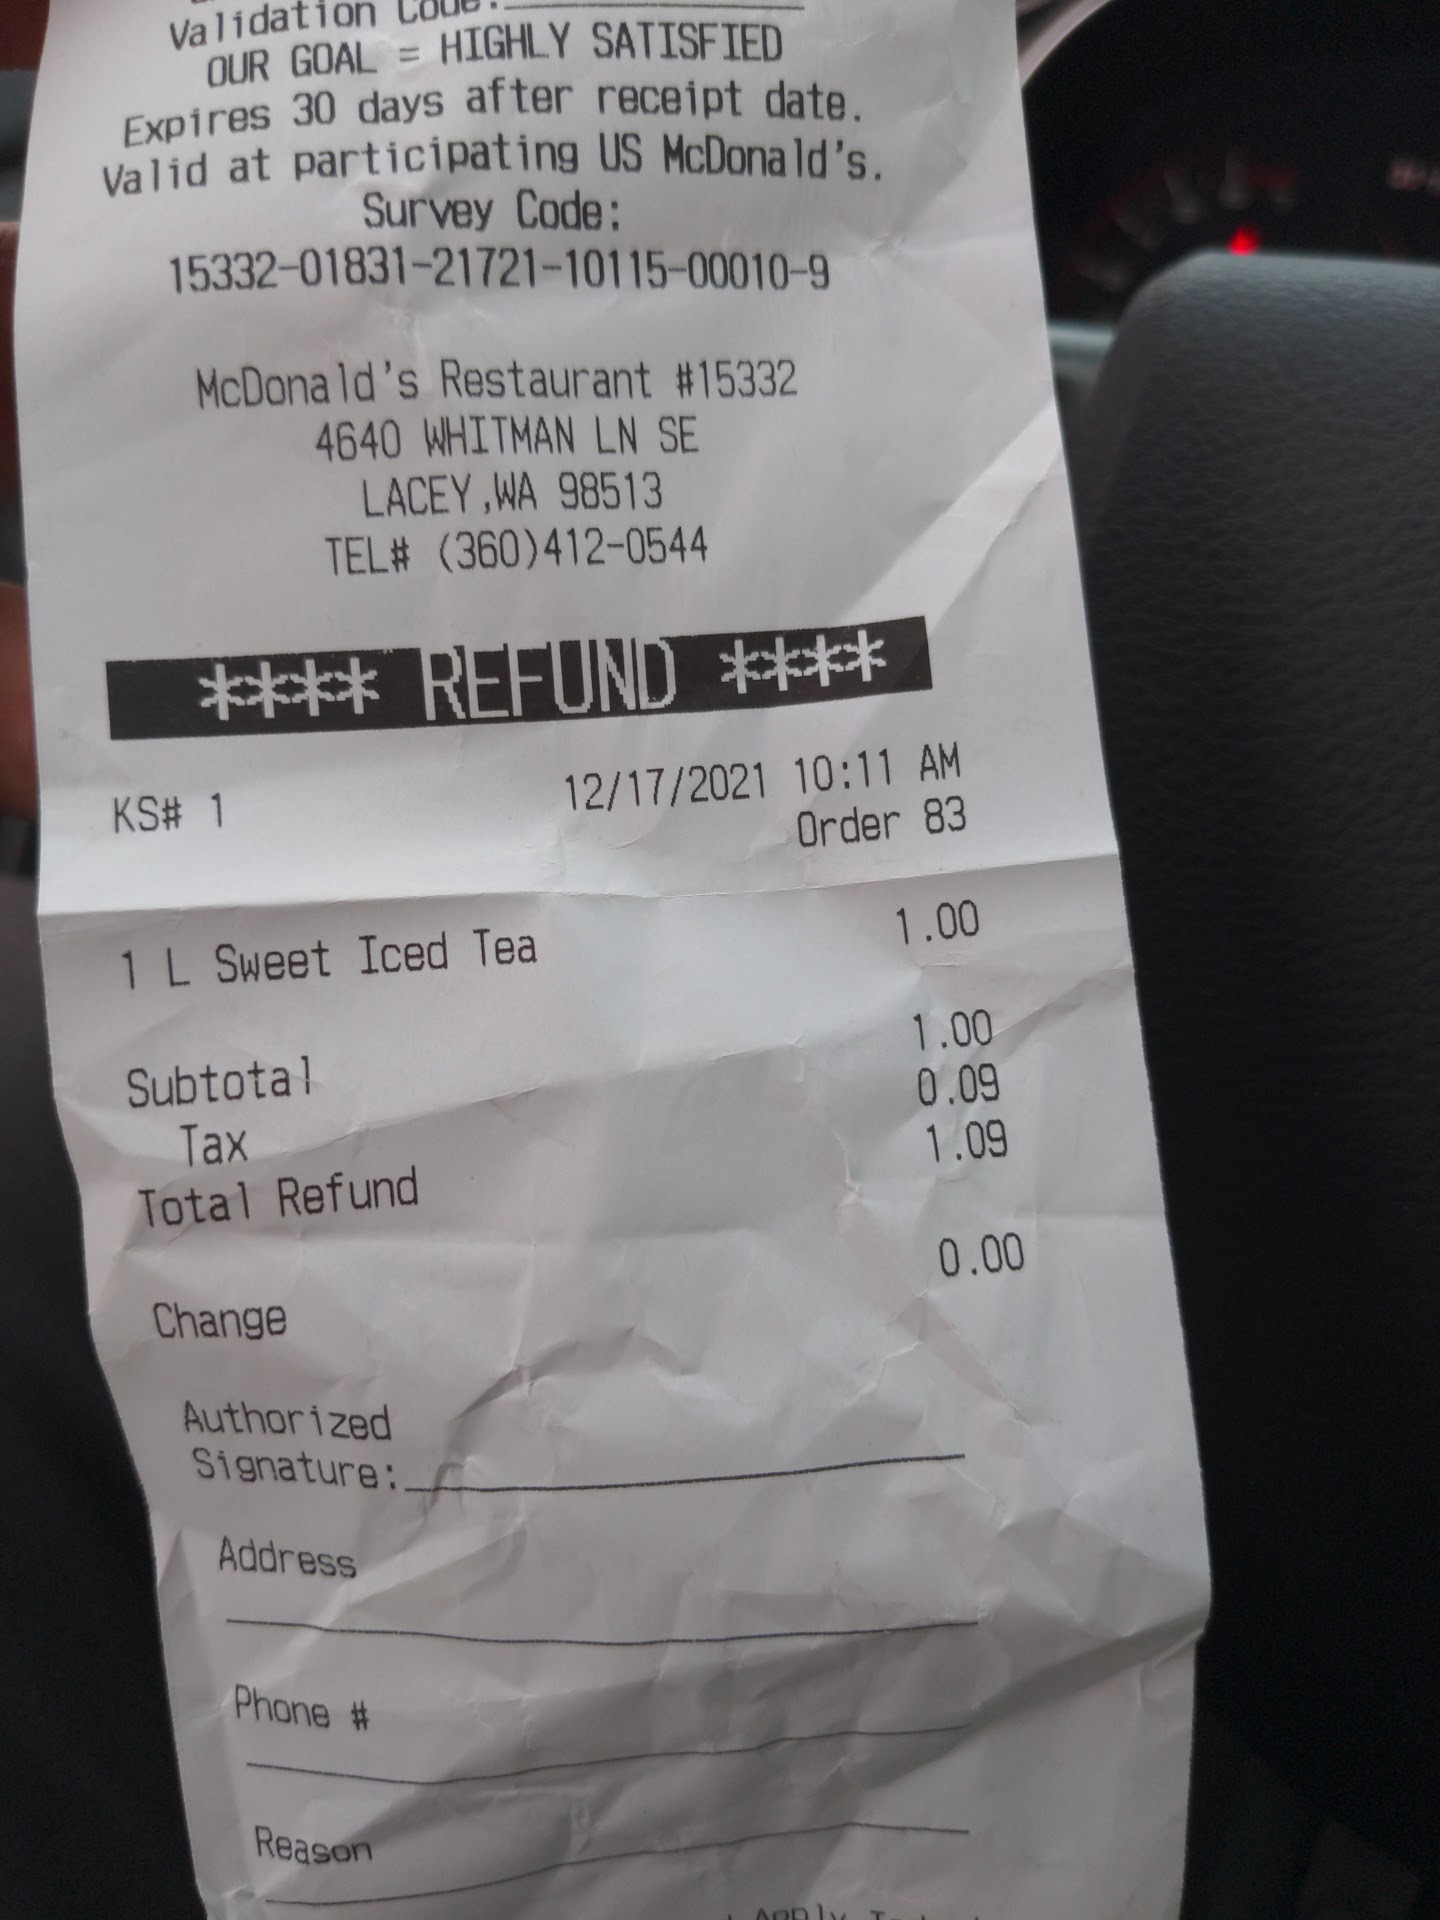 Validation Code:
OUR GOAL = HIGHLY SATISFIED
Expires 30 days after receipt date.
Valid at participating US McDonald's.
Survey Code:
15332-01831-21721-10115-00010-9
McDonald's Restaurant #15332
4640 WHITMAN LN SE
LACEY,WA 98513
TEL# (360)412-0544
**** REFUND ****
KS# 1 12/17/2021 10:11 AM
Order 83
1 L Sweet Iced Tea 1.00
Subtotal 1.00
Tax 0.09
Total Refund 1.09
Change 0.00
Authorized
Signature:
Address
Phone #
Reason
Apply